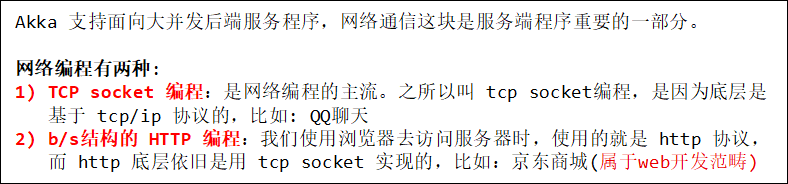 Akka 支持面向大并发后端服务程序，网络通信这块是服务端程序重要的一部分。
网络编程有两种:
1) TCP socket 编程: 是网络编程的主流。之所以叫 tcp socket编程，是因为底层是
基于 tcp/ip 协议的，比如: QQ聊天
2) b/s结构的 HTTP 编程: 我们使用浏览器去访问服务器时，使用的就是 http 协议，
而 http 底层依旧是用 tcp socket 实现的，比如: 京东商城(属于web开发范畴)